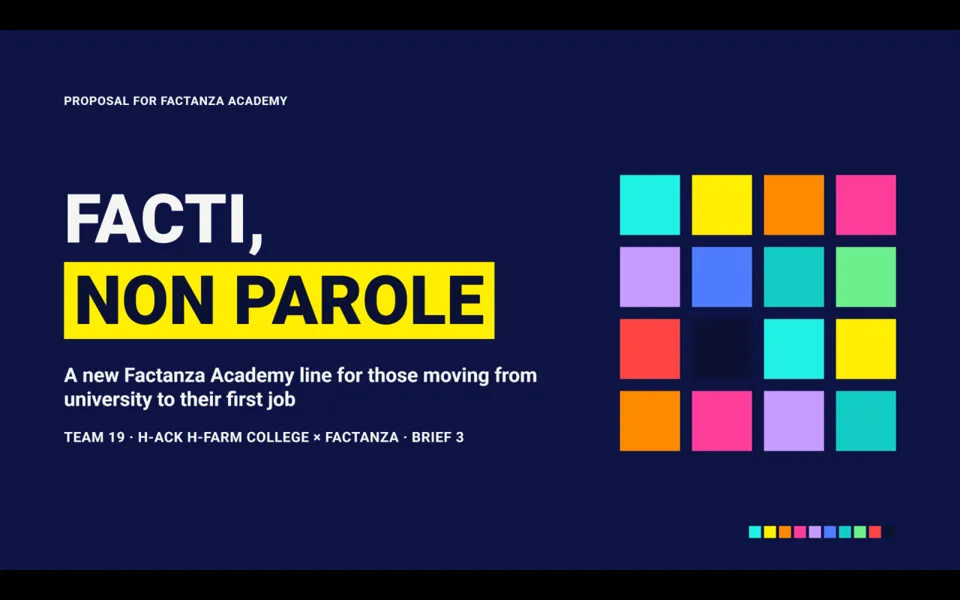 PROPOSAL FOR FACTANZA ACADEMY
FACTI,
NON PAROLE
A new Factanza Academy line for those moving from
university to their first job
TEAM 19 · H-ACK H-FARM COLLEGE × FACTANZA · BRIEF 3